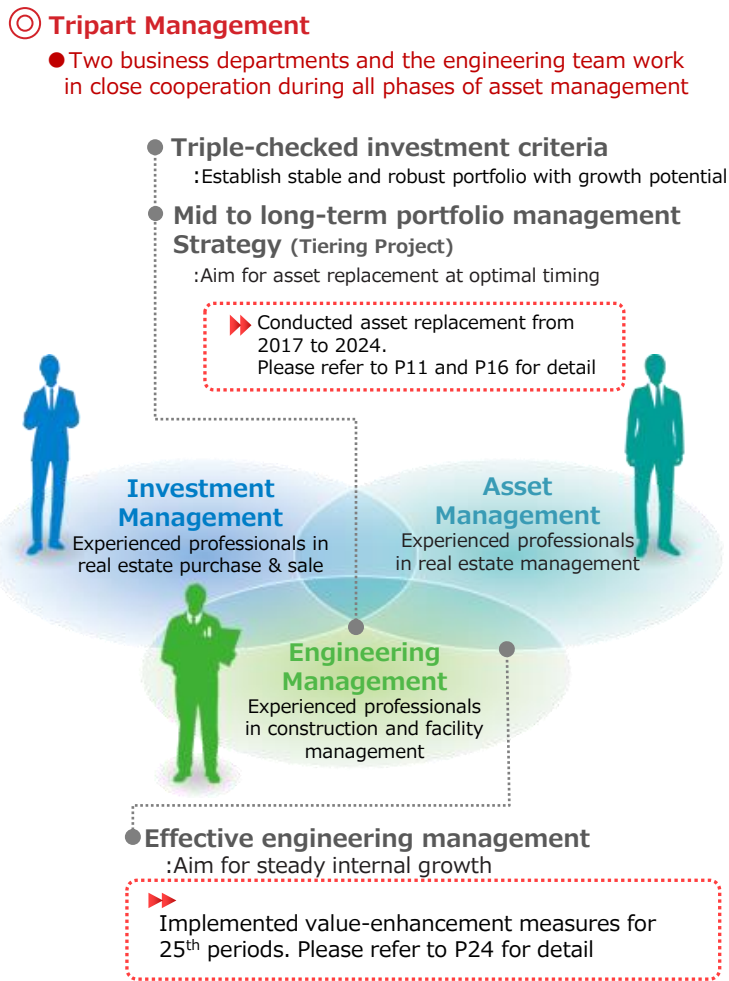 Tripart Management
●Two business departments and the engineering team work
in close cooperation during all phases of asset management
Triple-checked investment criteria
:Establish stable and robust portfolio with growth potential
Mid to long-term portfolio management
Strategy (Tiering Project)
:Aim for asset replacement at optimal timing
Conducted asset replacement from
2017 to 2024.
Please refer to P11 and P16 for detail
Investment
Management
Experienced professionals in
real estate purchase & sale
Asset
Management
Experienced professionals
in real estate management
Engineering
Management
Experienced professionals
in construction and facility
management
Effective engineering management
:Aim for steady internal growth
Implemented value-enhancement measures for
25th periods. Please refer to P24 for detail